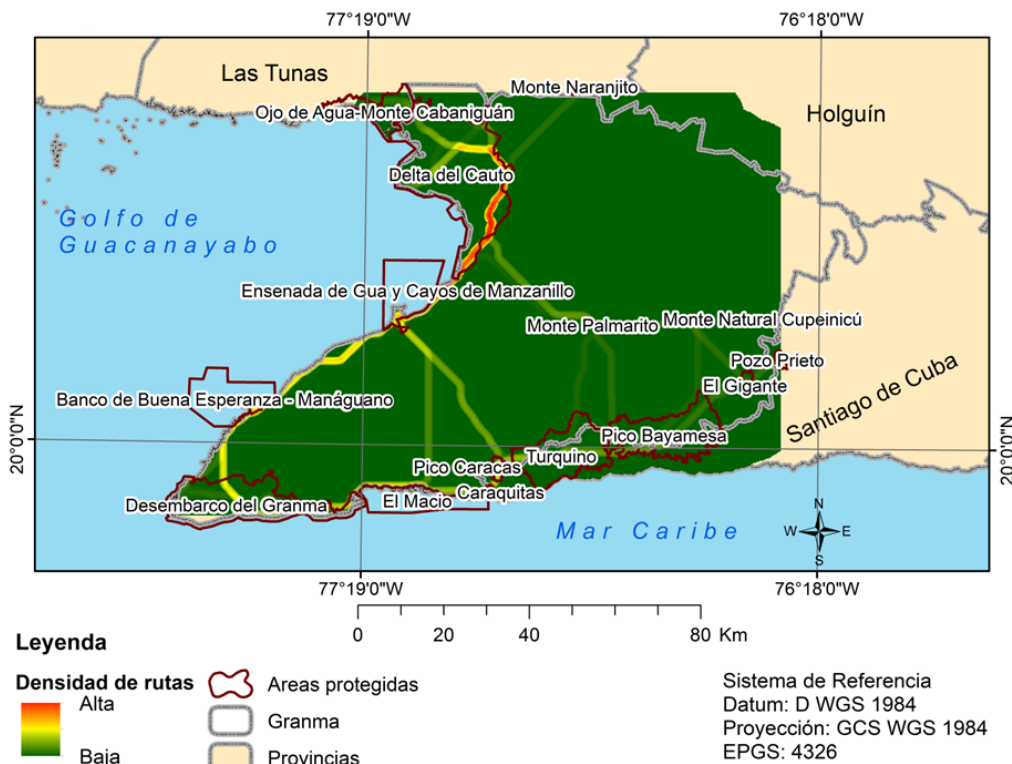 77°19'0"W
76°18'0"W
Las Tunas
Monte Naranjito
Ojo de Agua-Monte Cabaniguán
Holguín
Delta del Cauto
Golfo de
Guacanayabo
Ensenada de Gua y Cayos de Manzanillo
Monte Palmarito
Monte Natural Cupeinicú
Pozo Prieto
El Gigante
Banco de Buena Esperanza - Manáguano
Santiago de Cuba
20°0'0"N
20°0'0"N
Pico Bayamesa
Turquino
Pico Caracas
Caraquitas
El Macio
Desembarco del Granma
Mar Caribe
N
W
E
S
77°19'0"W
76°18'0"W
0 20 40 80 Km
Leyenda
Densidad de rutas
Alta
Baja
Areas protegidas
Granma
Provincias
Sistema de Referencia
Datum: D WGS 1984
Proyección: GCS WGS 1984
EPGS: 4326